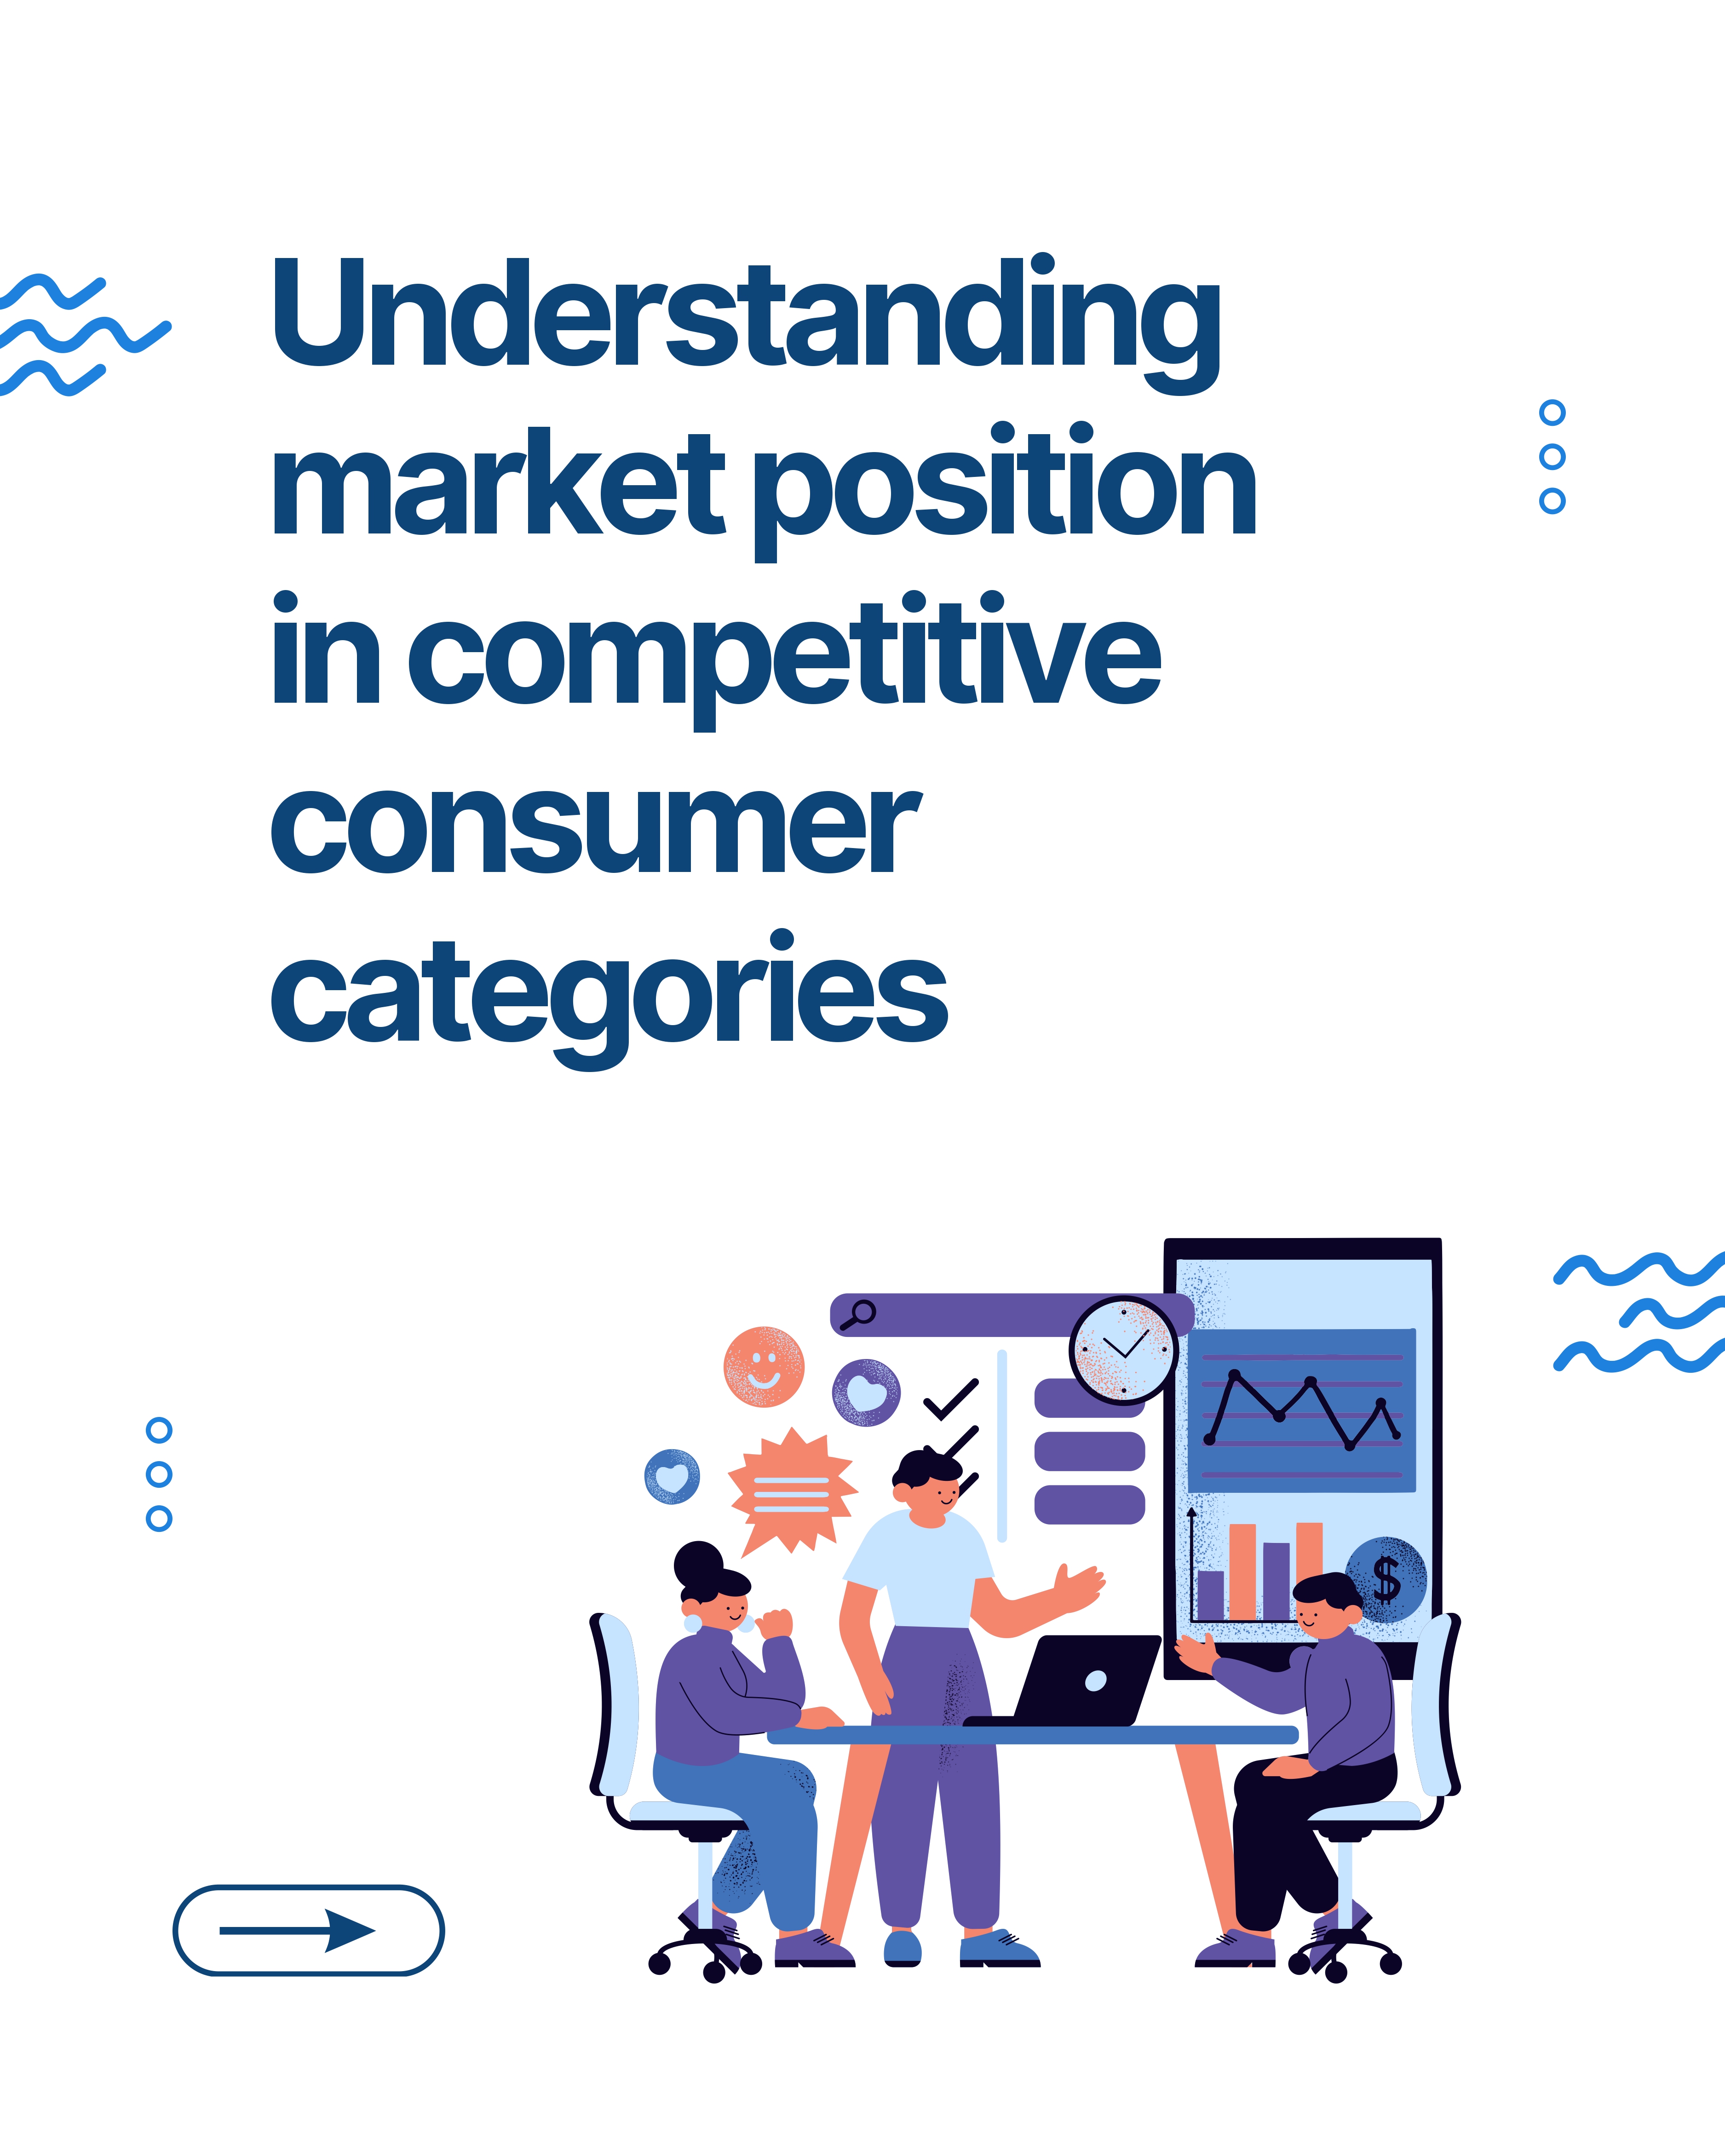 Understanding
market position
in competitive
consumer
categories
$